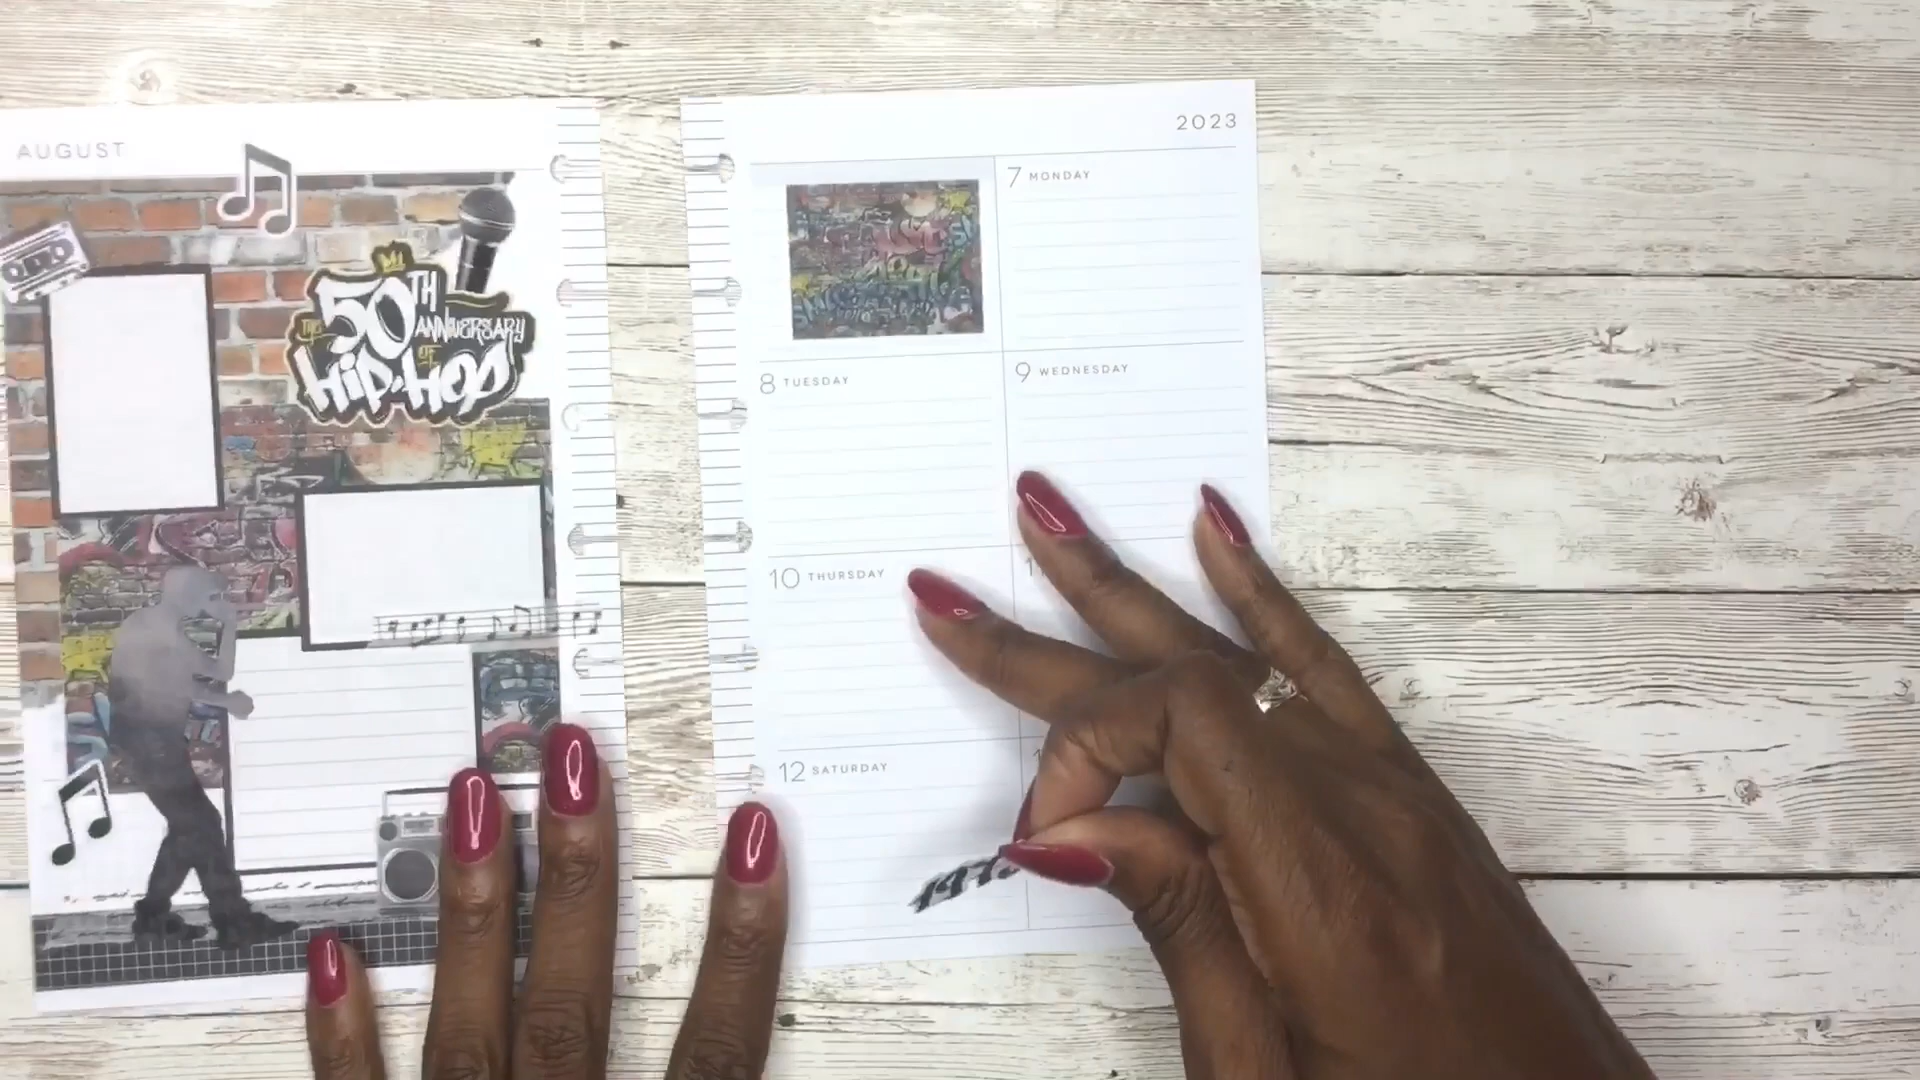 AUGUST
THE 50TH
ANNIVERSARY
OF
HIP-HOP
2023
7 MONDAY
8 TUESDAY
9 WEDNESDAY
10 THURSDAY
12 SATURDAY